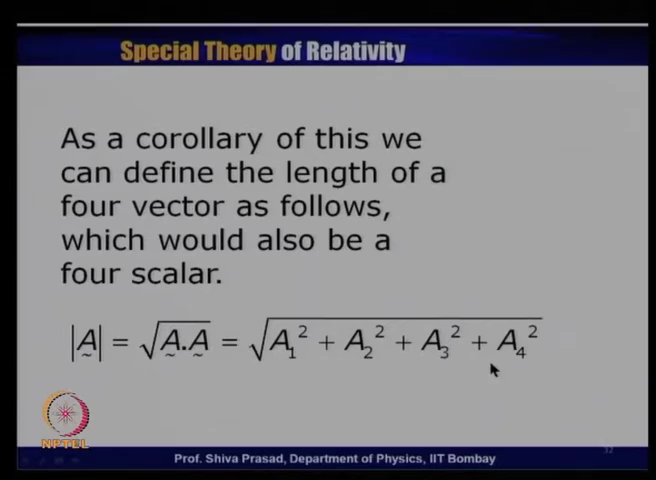 Special Theory of Relativity
As a corollary of this we
can define the length of a
four vector as follows,
which would also be a
four scalar.
|A̰| = √A̰.A̰ = √A₁² + A₂² + A₃² + A₄²
NPTEL
Prof. Shiva Prasad, Department of Physics, IIT Bombay